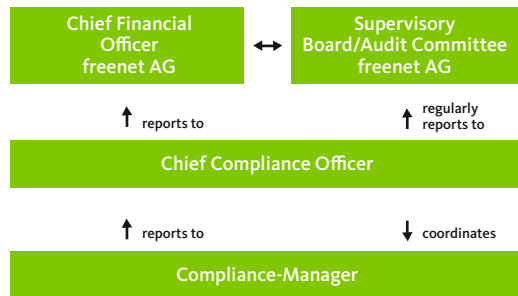 Chief Financial
Officer
freenet AG
Supervisory
Board/Audit Committee
freenet AG
reports to
regularly
reports to
Chief Compliance Officer
reports to
coordinates
Compliance-Manager